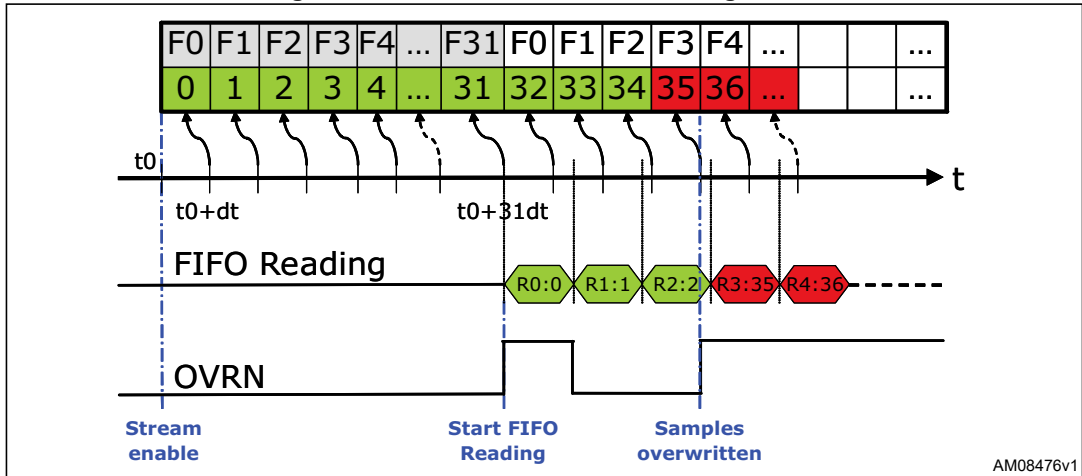 F0 F1 F2 F3 F4 ... F31 F0 F1 F2 F3 F4 ... ...
0 1 2 3 4 ... 31 32 33 34 35 36 ... ...
t0
t
t0+dt t0+31dt
FIFO Reading
R0:0 R1:1 R2:2 R3:35 R4:36
OVRN
Stream
enable
Start FIFO
Reading
Samples
overwritten
AM08476v1